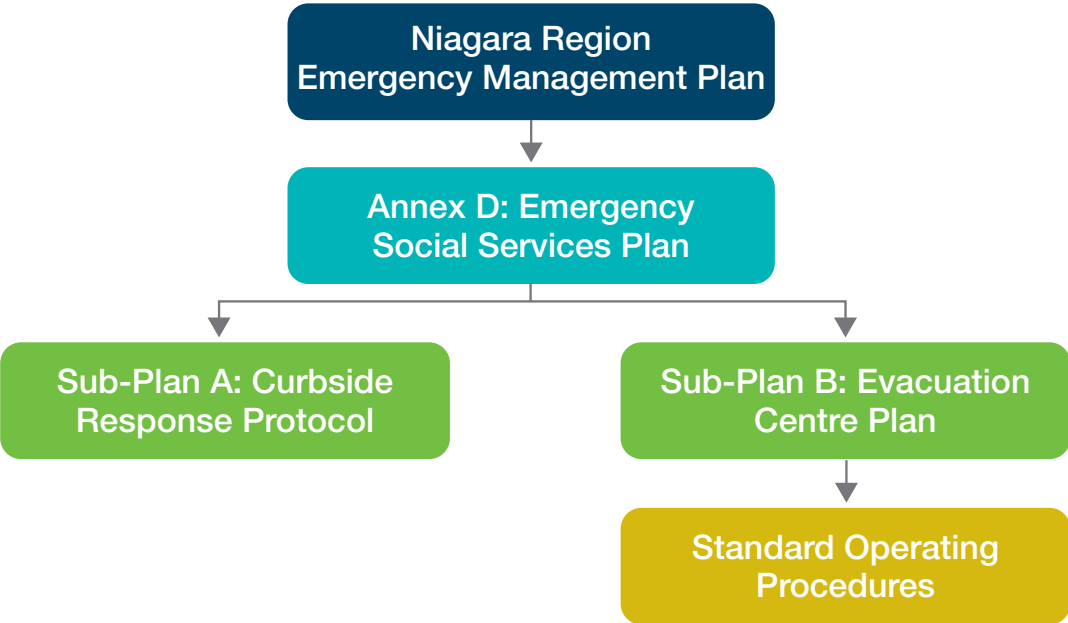 Niagara Region
Emergency Management Plan
Annex D: Emergency
Social Services Plan
Sub-Plan A: Curbside
Response Protocol
Sub-Plan B: Evacuation
Centre Plan
Standard Operating
Procedures